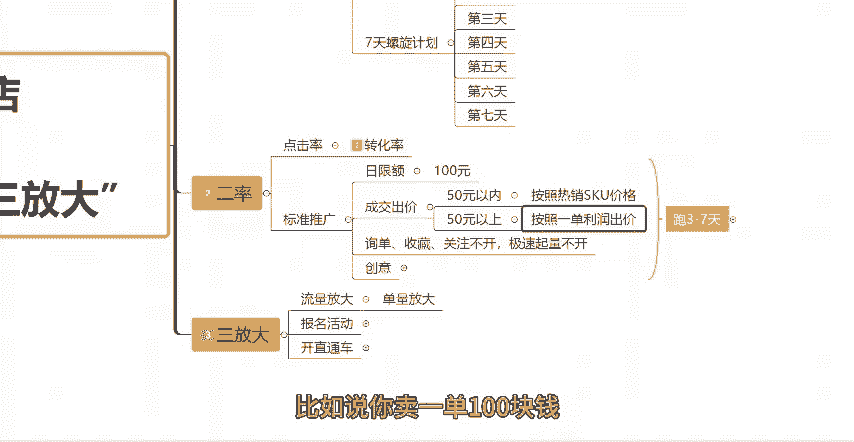 第三天
7天螺旋计划
第四天
第五天
第六天
第七天
店
三放大”
2 二率
点击率
转化率
标准推广
日限额
100元
成交出价
50元以内
按照热销SKU价格
50元以上
按照一单利润出价
询单、收藏、关注不开，极速起量不开
创意
跑3-7天
三放大
流量放大
单量放大
报名活动
开直通车
比如说你卖一单100块钱